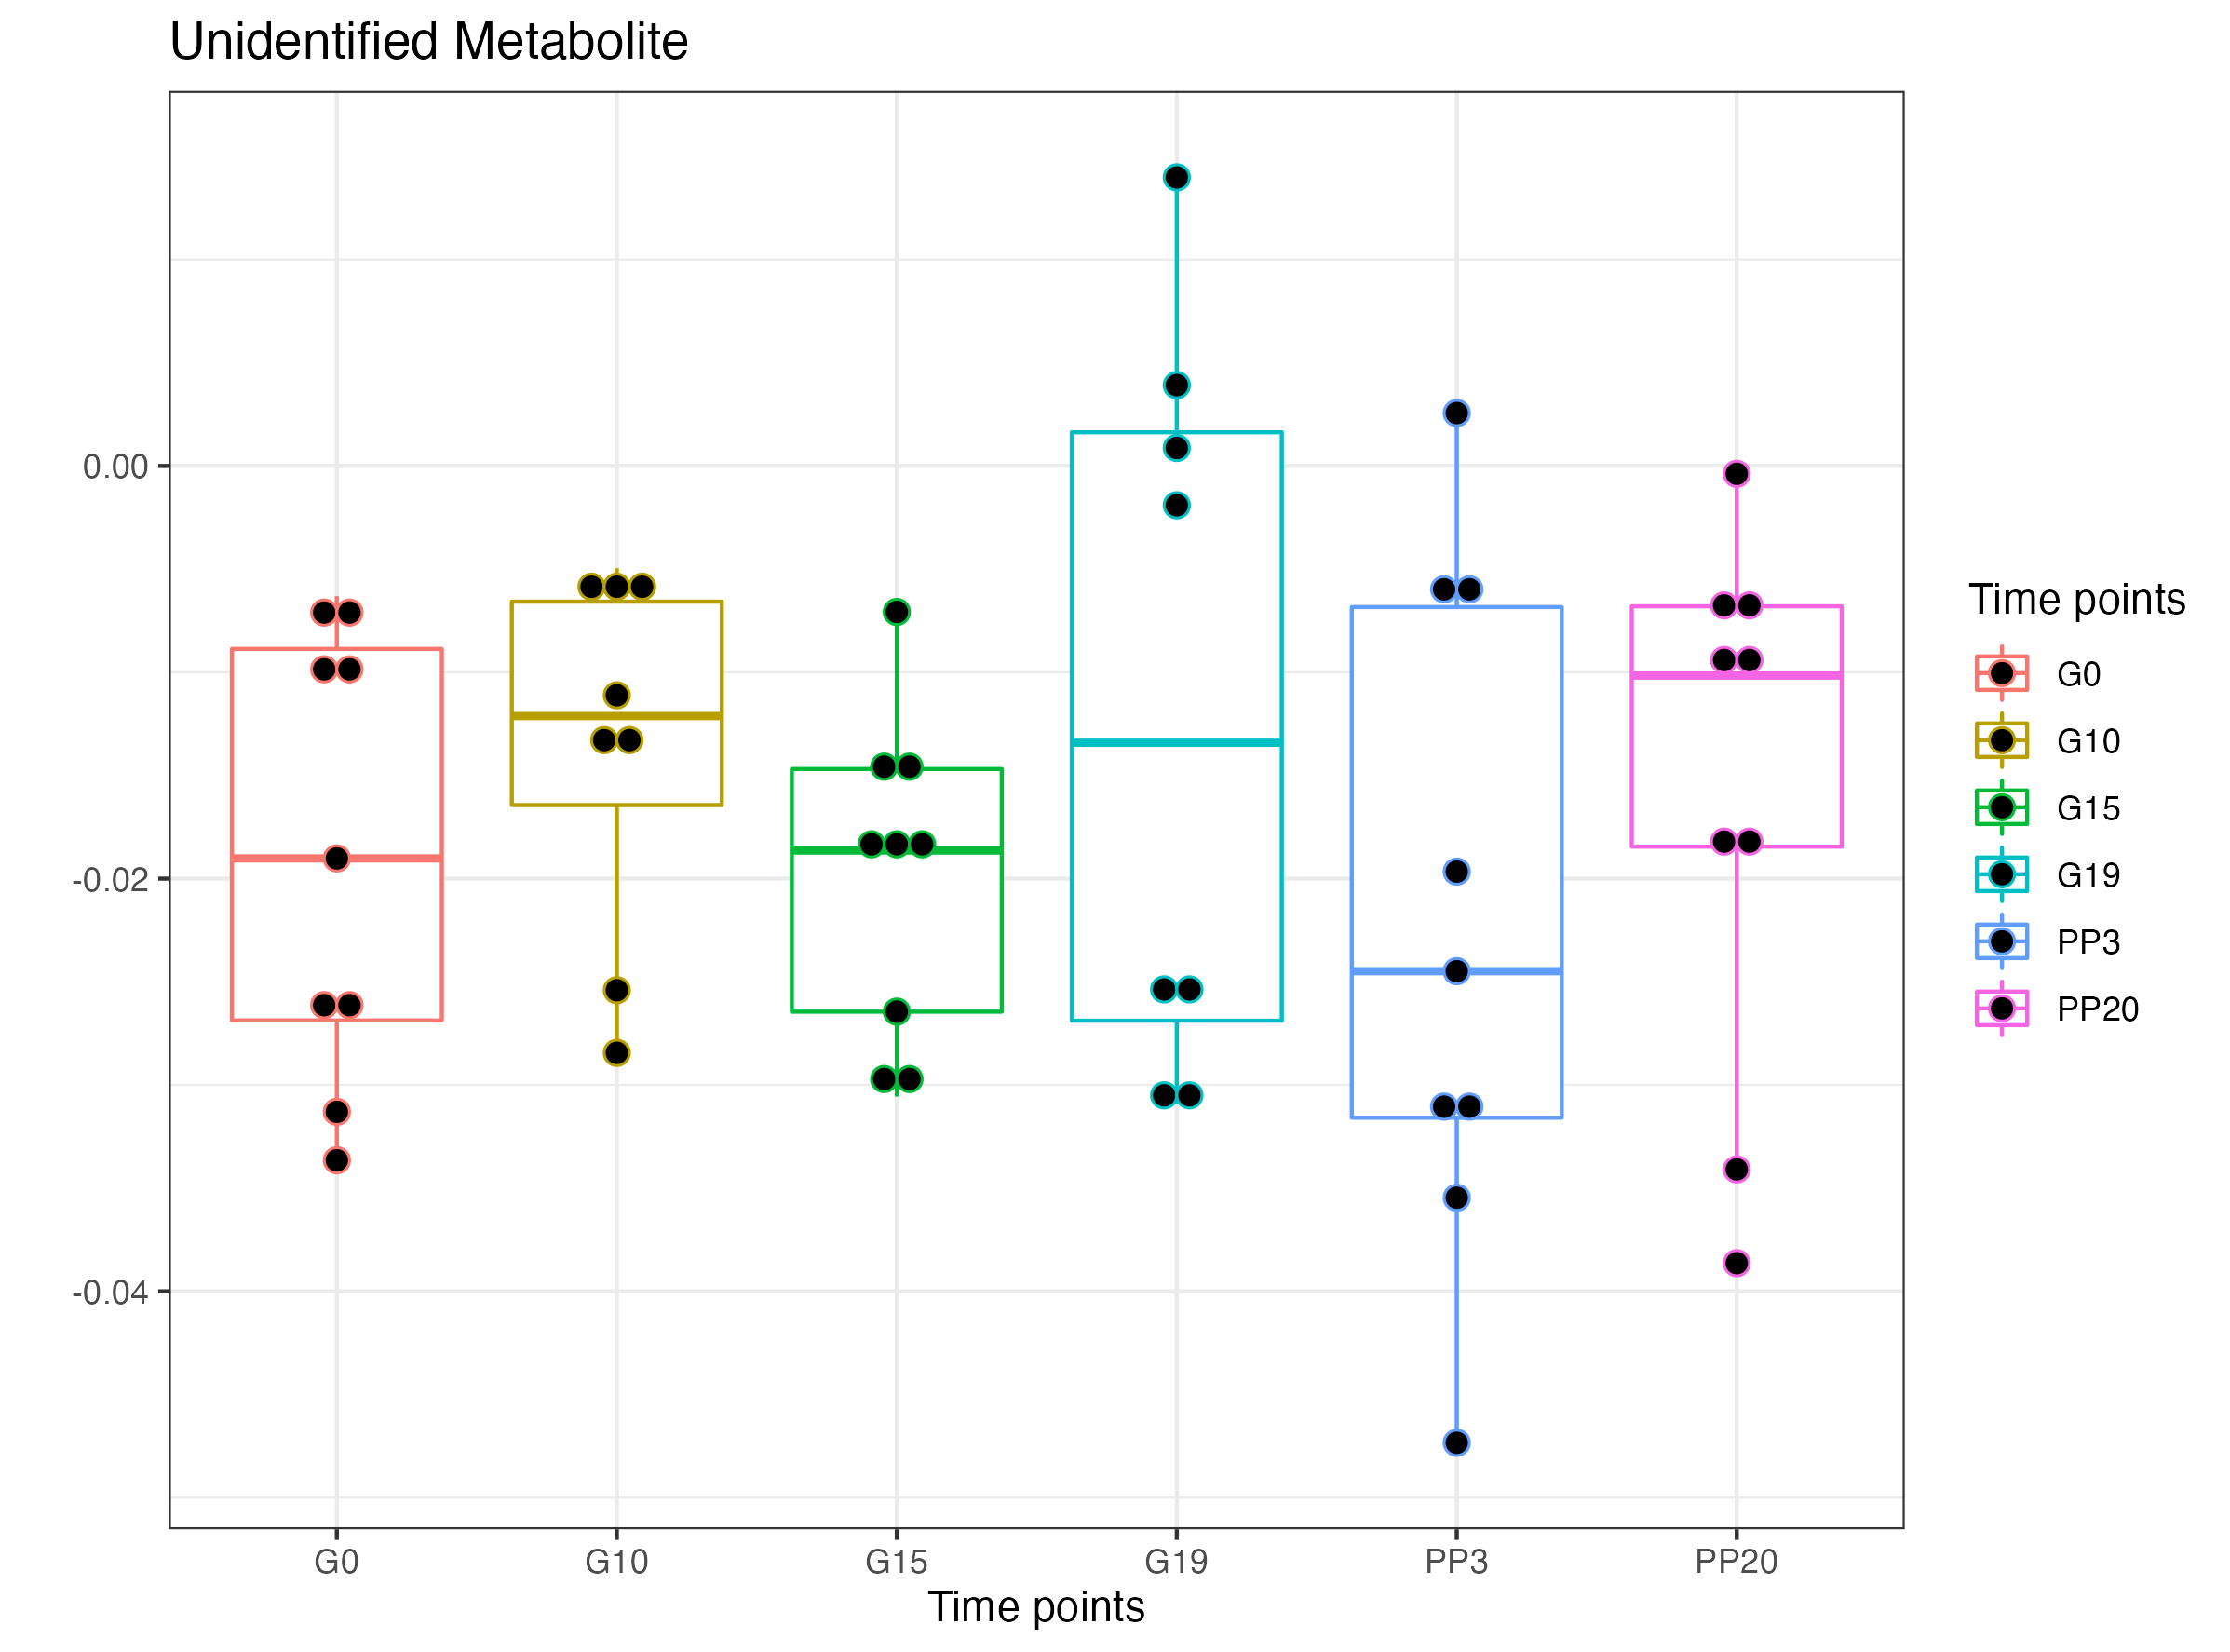 Unidentified Metabolite
0.00
-0.02
-0.04
G0 G10 G15 G19 PP3 PP20
Time points
Time points
G0
G10
G15
G19
PP3
PP20